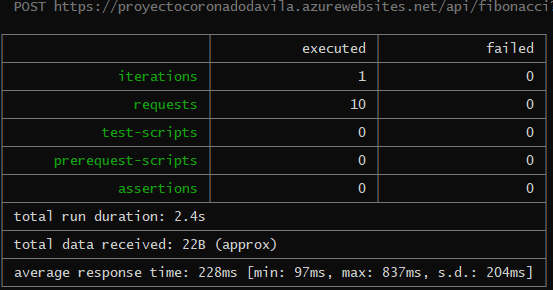 POST https://proyectocoronadodavila.azurewebsites.net/api/fibonacci
executed failed
iterations 1 0
requests 10 0
test-scripts 0 0
prerequest-scripts 0 0
assertions 0 0
total run duration: 2.4s
total data received: 22B (approx)
average response time: 228ms [min: 97ms, max: 837ms, s.d.: 204ms]